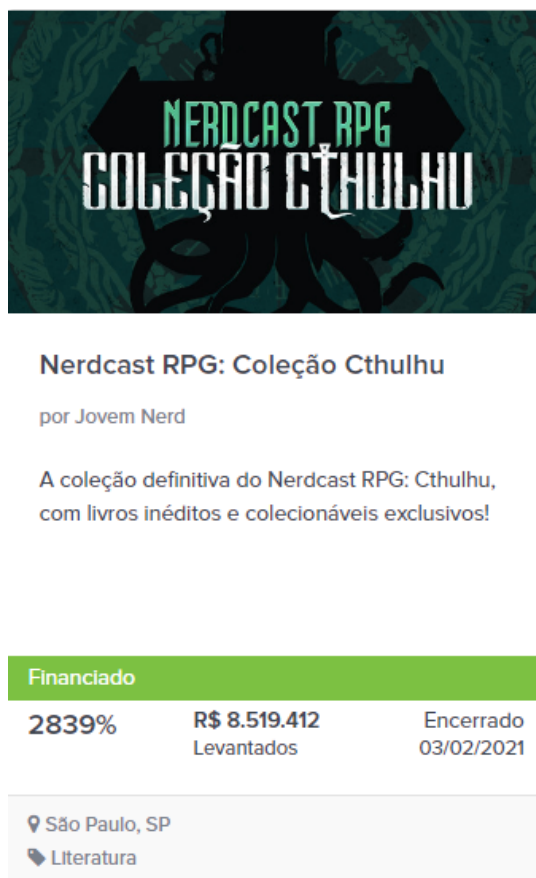 NERDCAST RPG
COLEÇÃO CTHULHU
Nerdcast RPG: Coleção Cthulhu
por Jovem Nerd
A coleção definitiva do Nerdcast RPG: Cthulhu,
com livros inéditos e colecionáveis exclusivos!
Financiado
2839%
R$ 8.519.412
Levantados
Encerrado
03/02/2021
São Paulo, SP
Literatura